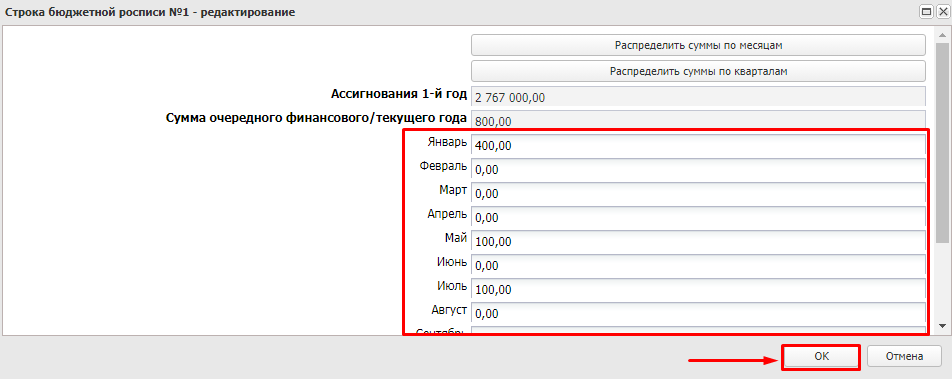 Строка бюджетной росписи №1 - редактирование
Распределить суммы по месяцам
Распределить суммы по кварталам
Ассигнования 1-й год 2 767 000,00
Сумма очередного финансового/текущего года 800,00
Январь 400,00
Февраль 0,00
Март 0,00
Апрель 0,00
Май 100,00
Июнь 0,00
Июль 100,00
Август 0,00
Сентябрь
OK Отмена